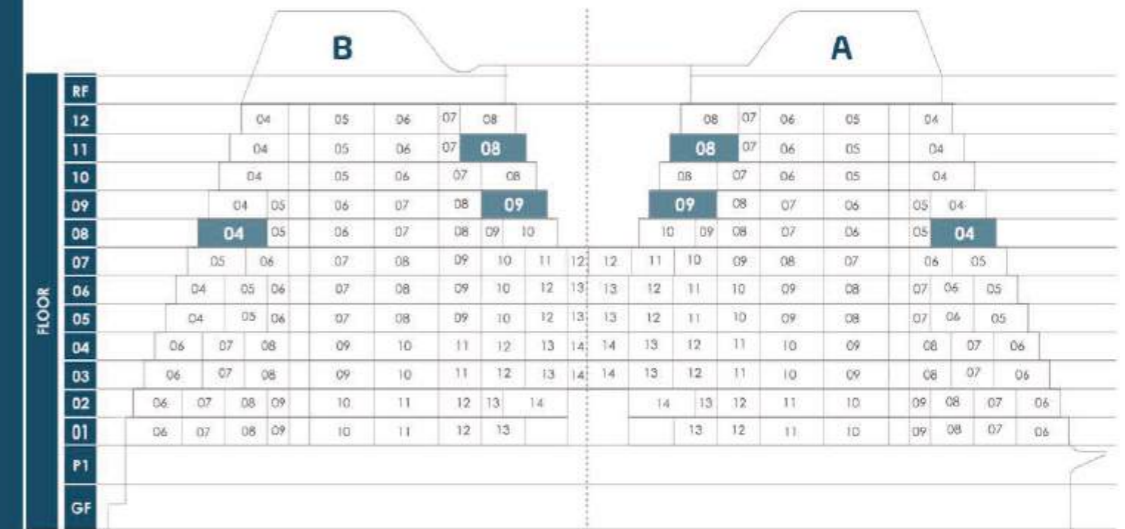 B A
RF
12 04 05 06 07 08 08 07 06 05 04
11 04 05 06 07 08 08 07 06 05 04
10 04 05 06 07 08 08 07 06 05 04
09 04 05 06 07 08 09 09 08 07 06 05 04
08 04 05 06 07 08 09 10 10 09 08 07 06 05 04
07 05 06 07 08 09 10 11 12 12 11 10 09 08 07 06 05
06 04 05 06 07 08 09 10 12 13 13 12 11 10 09 08 07 06 05
FLOOR
05 04 05 06 07 08 09 10 12 13 13 12 11 10 09 08 07 06 05
04 06 07 08 09 10 11 12 13 14 14 13 12 11 10 09 08 07 06
03 06 07 08 09 10 11 12 13 14 14 13 12 11 10 09 08 07 06
02 06 07 08 09 10 11 12 13 14 14 13 12 11 10 09 08 07 06
01 06 07 08 09 10 11 12 13 13 12 11 10 09 08 07 06
P1
GF